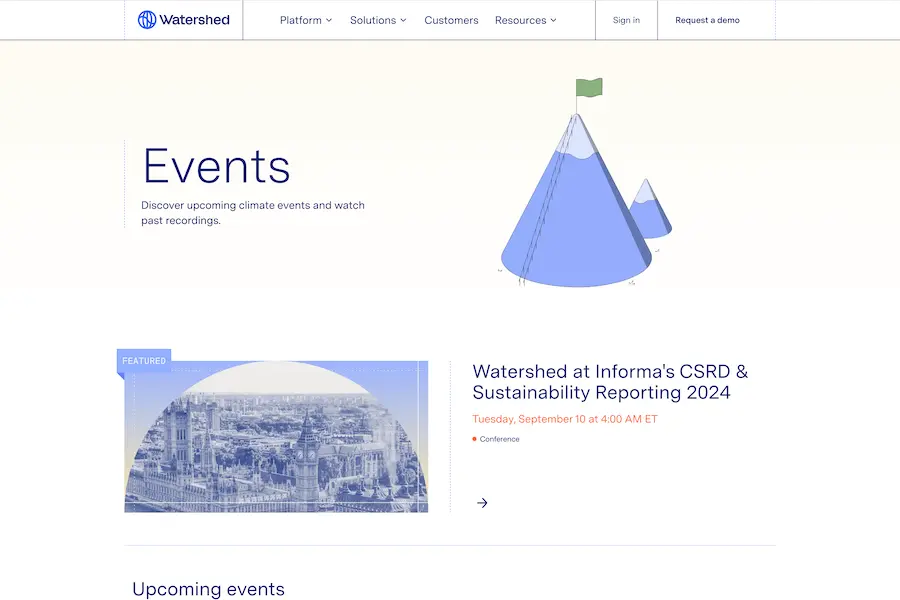 Watershed
Platform
Solutions
Customers
Resources
Sign in
Request a demo
Events
Discover upcoming climate events and watch
past recordings.
FEATURED
Watershed at Informa's CSRD &
Sustainability Reporting 2024
Tuesday, September 10 at 4:00 AM ET
Conference
Upcoming events